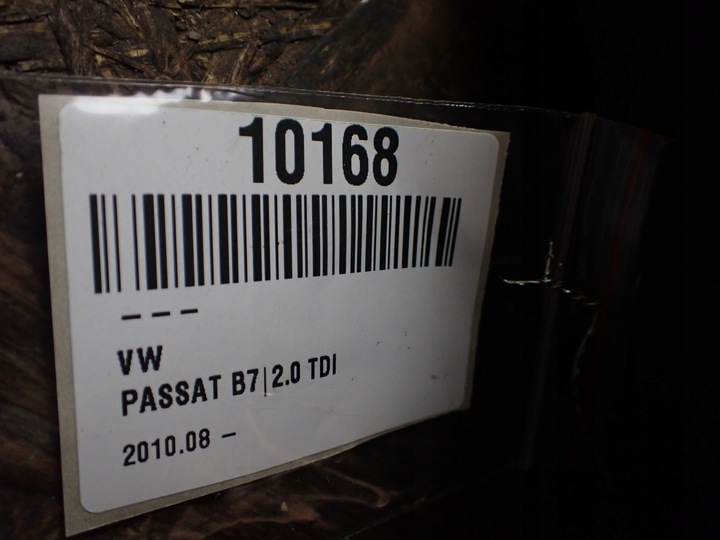 10168
---
VW
PASSAT B7|2.0 TDI
2010.08 –